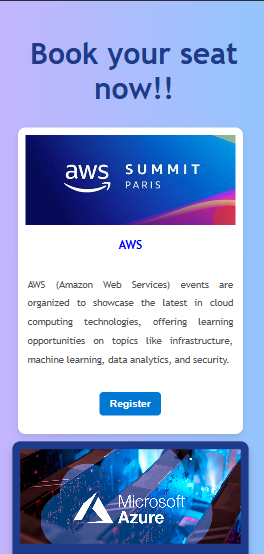 Book your seat
now!!
aws SUMMIT
PARIS
AWS
AWS (Amazon Web Services) events are
organized to showcase the latest in cloud
computing technologies, offering learning
opportunities on topics like infrastructure,
machine learning, data analytics, and security.
Register
Microsoft
Azure